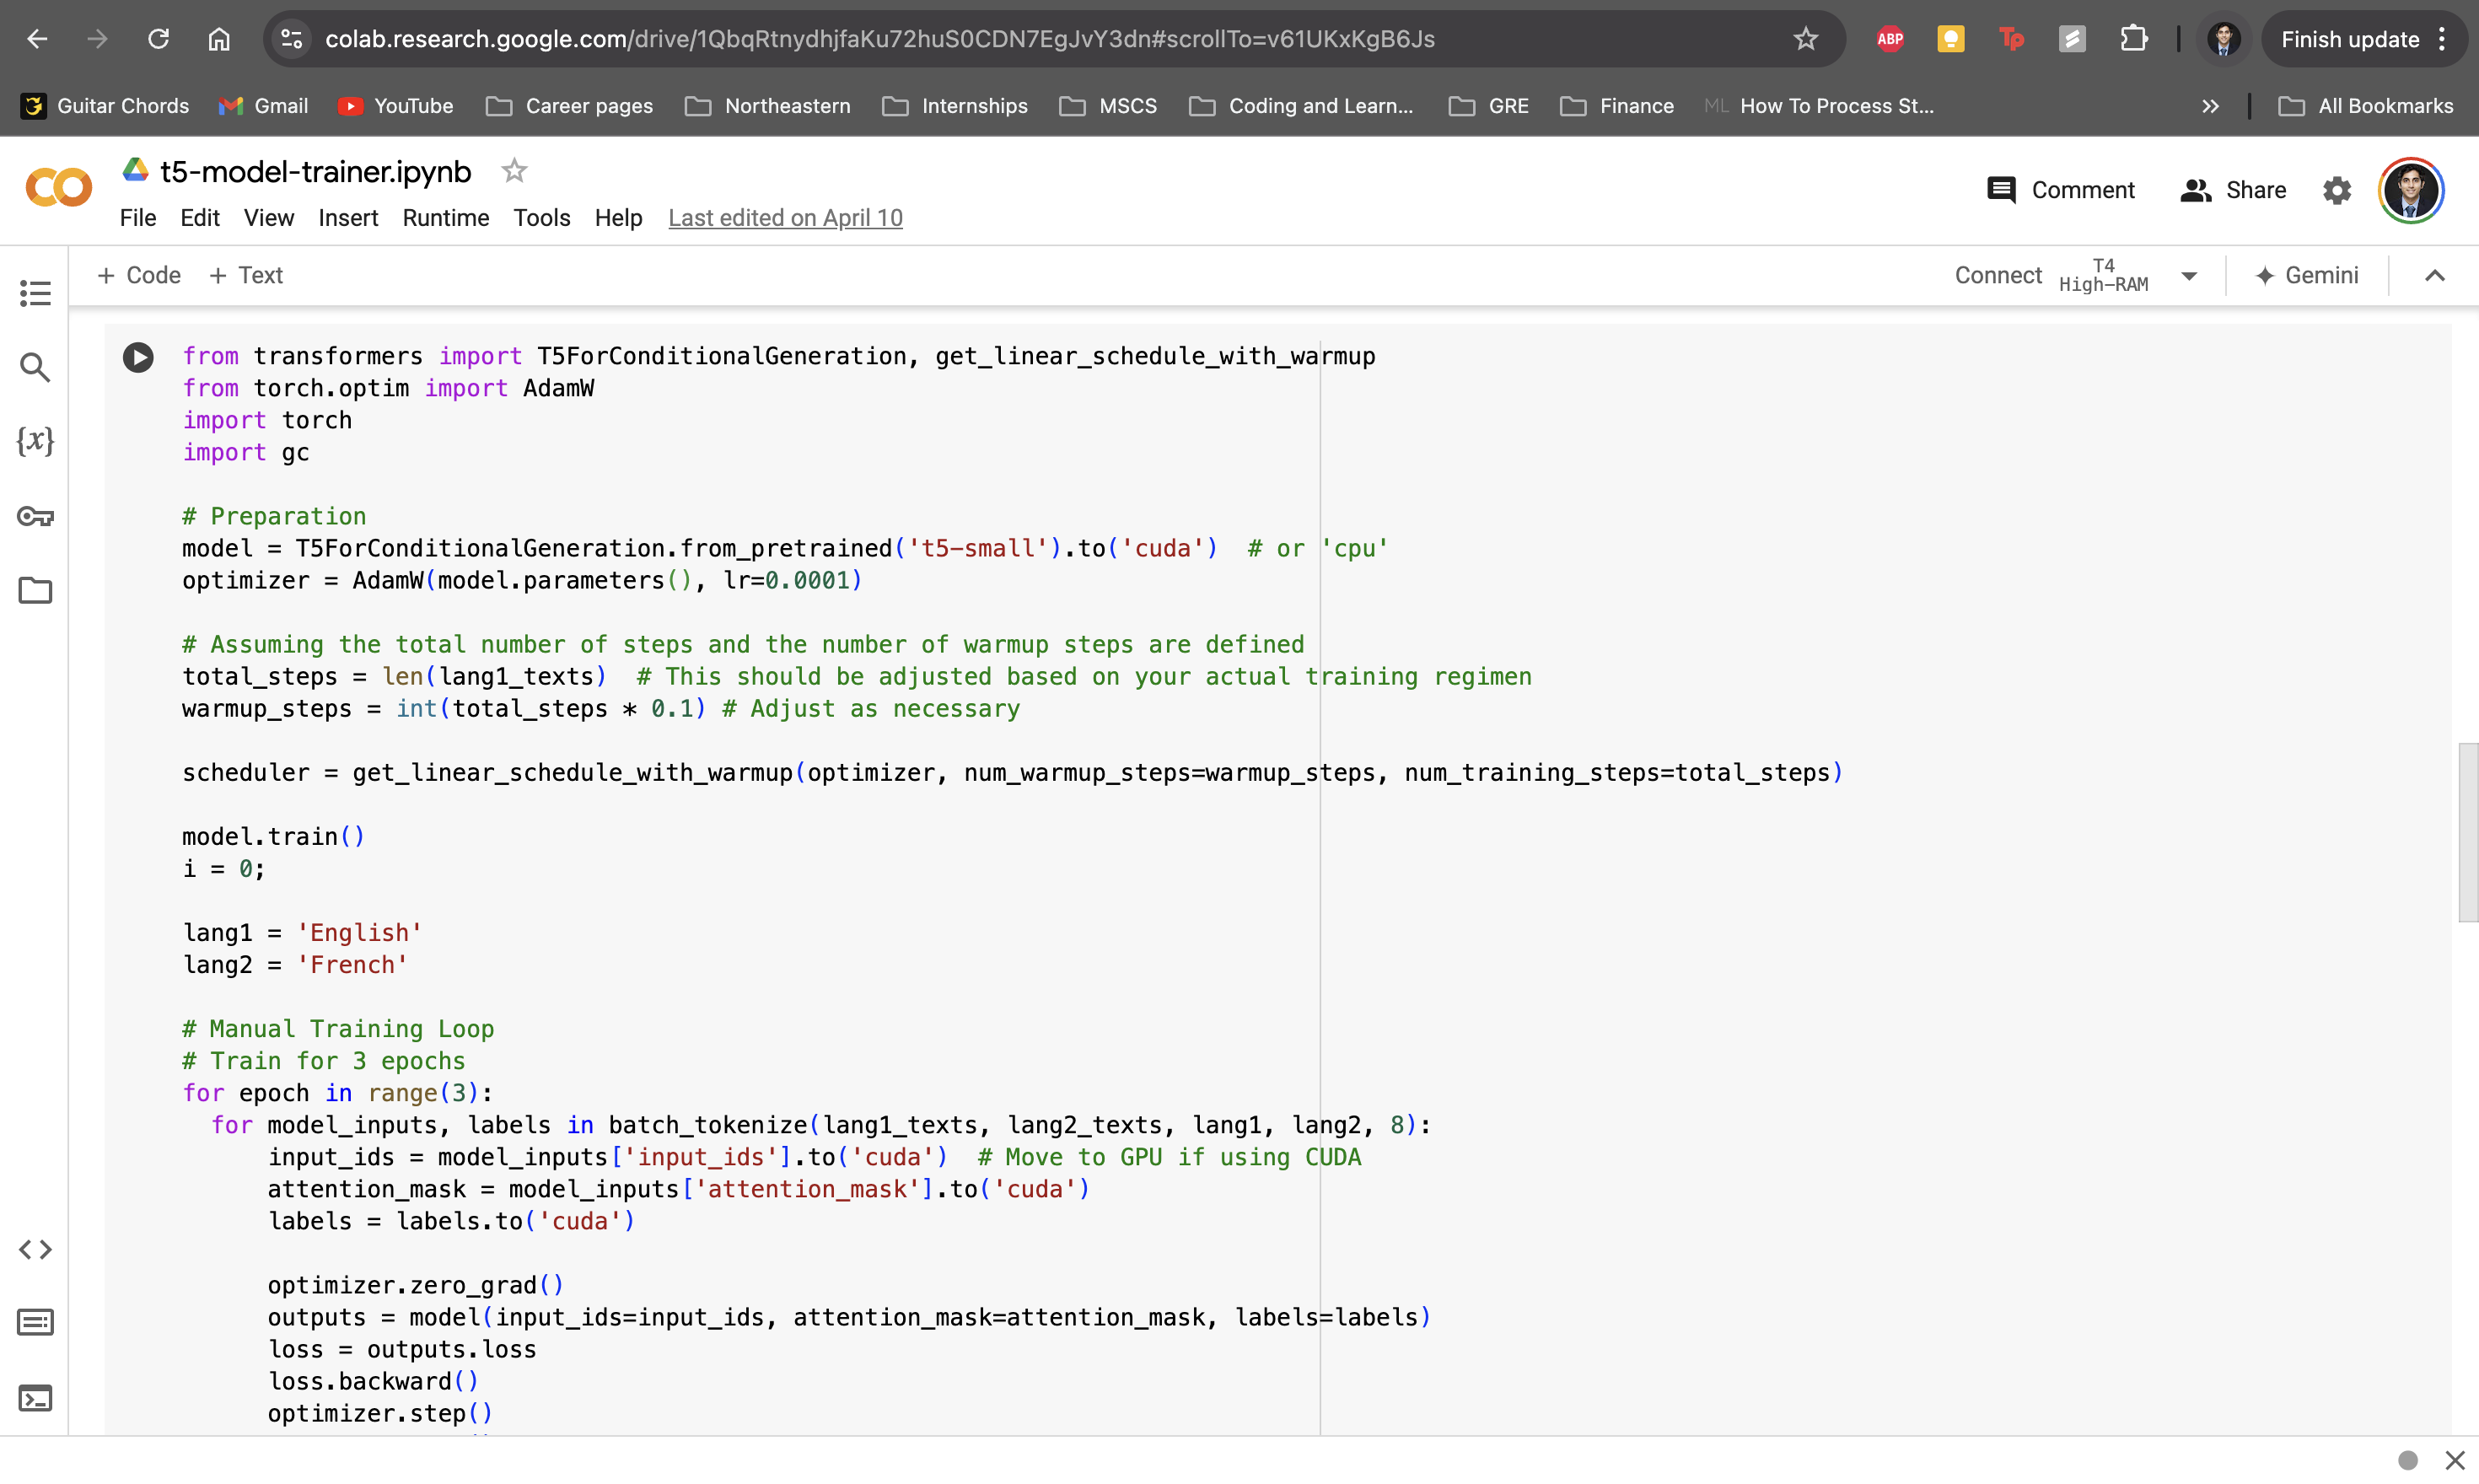 colab.research.google.com/drive/1QbqRtnydhjfaKu72huS0CDN7EgJvY3dn#scrollTo=v61UKxKgB6Js
ABP
Tp
Finish update
Guitar Chords
Gmail
YouTube
Career pages
Northeastern
Internships
MSCS
Coding and Learn...
GRE
Finance
ML How To Process St...
All Bookmarks
t5-model-trainer.ipynb
File Edit View Insert Runtime Tools Help Last edited on April 10
Comment
Share
+ Code + Text
Connect
T4
High-RAM
Gemini
from transformers import T5ForConditionalGeneration, get_linear_schedule_with_warmup
from torch.optim import AdamW
import torch
import gc
# Preparation
model = T5ForConditionalGeneration.from_pretrained('t5-small').to('cuda')  # or 'cpu'
optimizer = AdamW(model.parameters(), lr=0.0001)
# Assuming the total number of steps and the number of warmup steps are defined
total_steps = len(lang1_texts)  # This should be adjusted based on your actual training regimen
warmup_steps = int(total_steps * 0.1) # Adjust as necessary
scheduler = get_linear_schedule_with_warmup(optimizer, num_warmup_steps=warmup_steps, num_training_steps=total_steps)
model.train()
i = 0;
lang1 = 'English'
lang2 = 'French'
# Manual Training Loop
# Train for 3 epochs
for epoch in range(3):
  for model_inputs, labels in batch_tokenize(lang1_texts, lang2_texts, lang1, lang2, 8):
      input_ids = model_inputs['input_ids'].to('cuda')  # Move to GPU if using CUDA
      attention_mask = model_inputs['attention_mask'].to('cuda')
      labels = labels.to('cuda')
      optimizer.zero_grad()
      outputs = model(input_ids=input_ids, attention_mask=attention_mask, labels=labels)
      loss = outputs.loss
      loss.backward()
      optimizer.step()